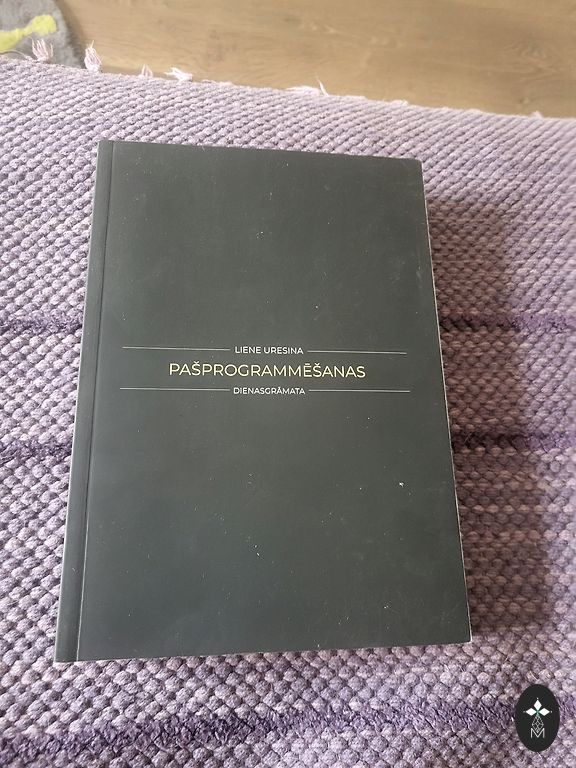 LIENE URESINA
PAŠPROGRAMMĒŠANAS
DIENASGRĀMATA